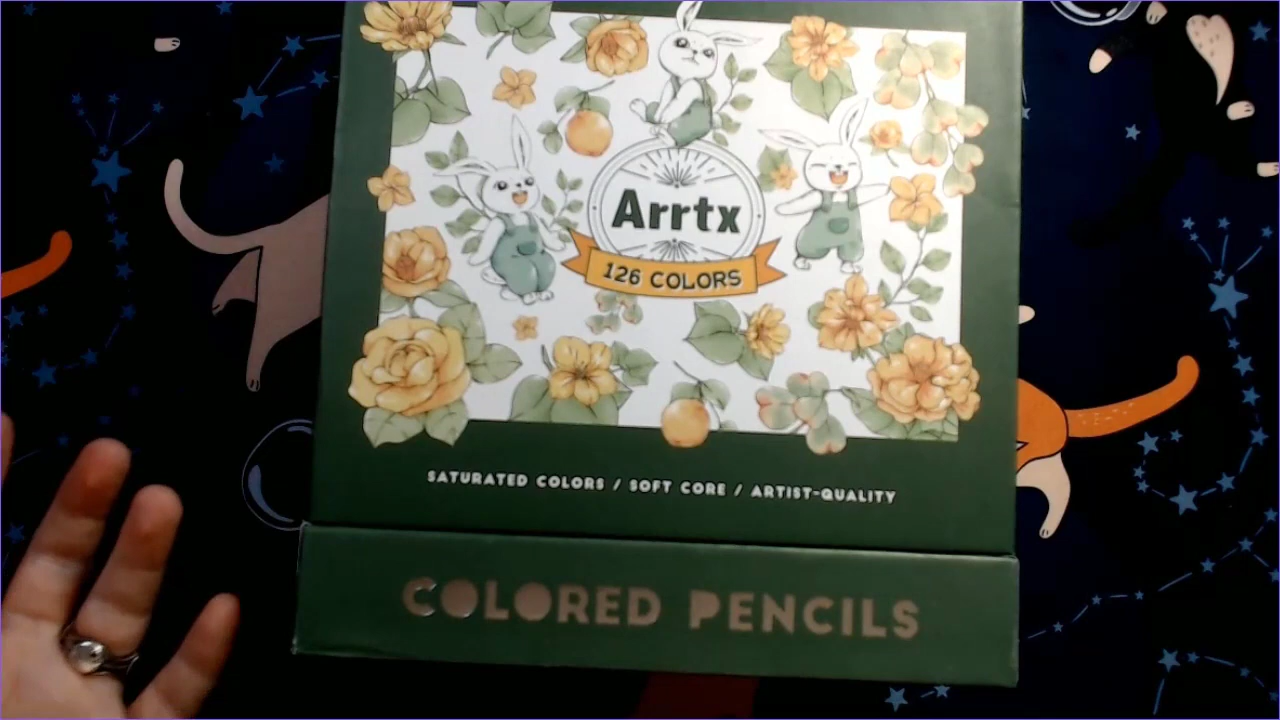 Arrtx
126 COLORS
SATURATED COLORS / SOFT CORE / ARTIST-QUALITY
COLORED PENCILS